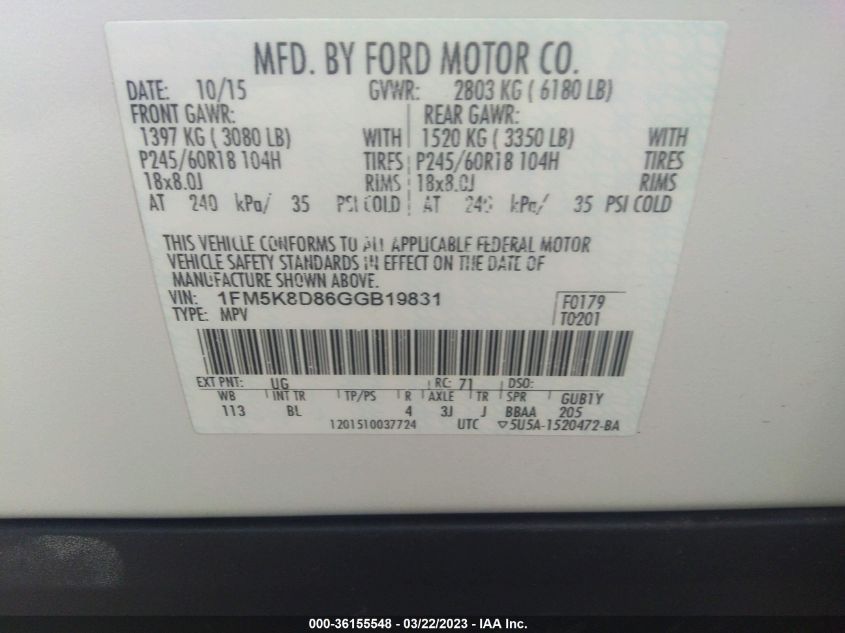 MFD. BY FORD MOTOR CO.
DATE: 10/15 GVWR: 2803 KG ( 6180 LB)
FRONT GAWR: REAR GAWR:
1397 KG ( 3080 LB) WITH 1520 KG ( 3350 LB) WITH
P245/60R18 104H TIRES P245/60R18 104H TIRES
18x8.0J RIMS 18x8.0J RIMS
AT 240 kPa/ 35 PSI COLD AT 240 kPa/ 35 PSI COLD
THIS VEHICLE CONFORMS TO ALL APPLICABLE FEDERAL MOTOR
VEHICLE SAFETY STANDARDS IN EFFECT ON THE DATE OF
MANUFACTURE SHOWN ABOVE.
VIN: 1FM5K8D86GGB19831 F0179
TYPE: MPV T0201
EXT PNT: UG RC: 71 DSO:
WB INT TR TP/PS R AXLE TR SPR GUB1Y
113 BL 4 3J J BBAA 205
1201510037724 UTC ▽5U5A-1520472-BA
000-36155548 - 03/22/2023 - IAA Inc.